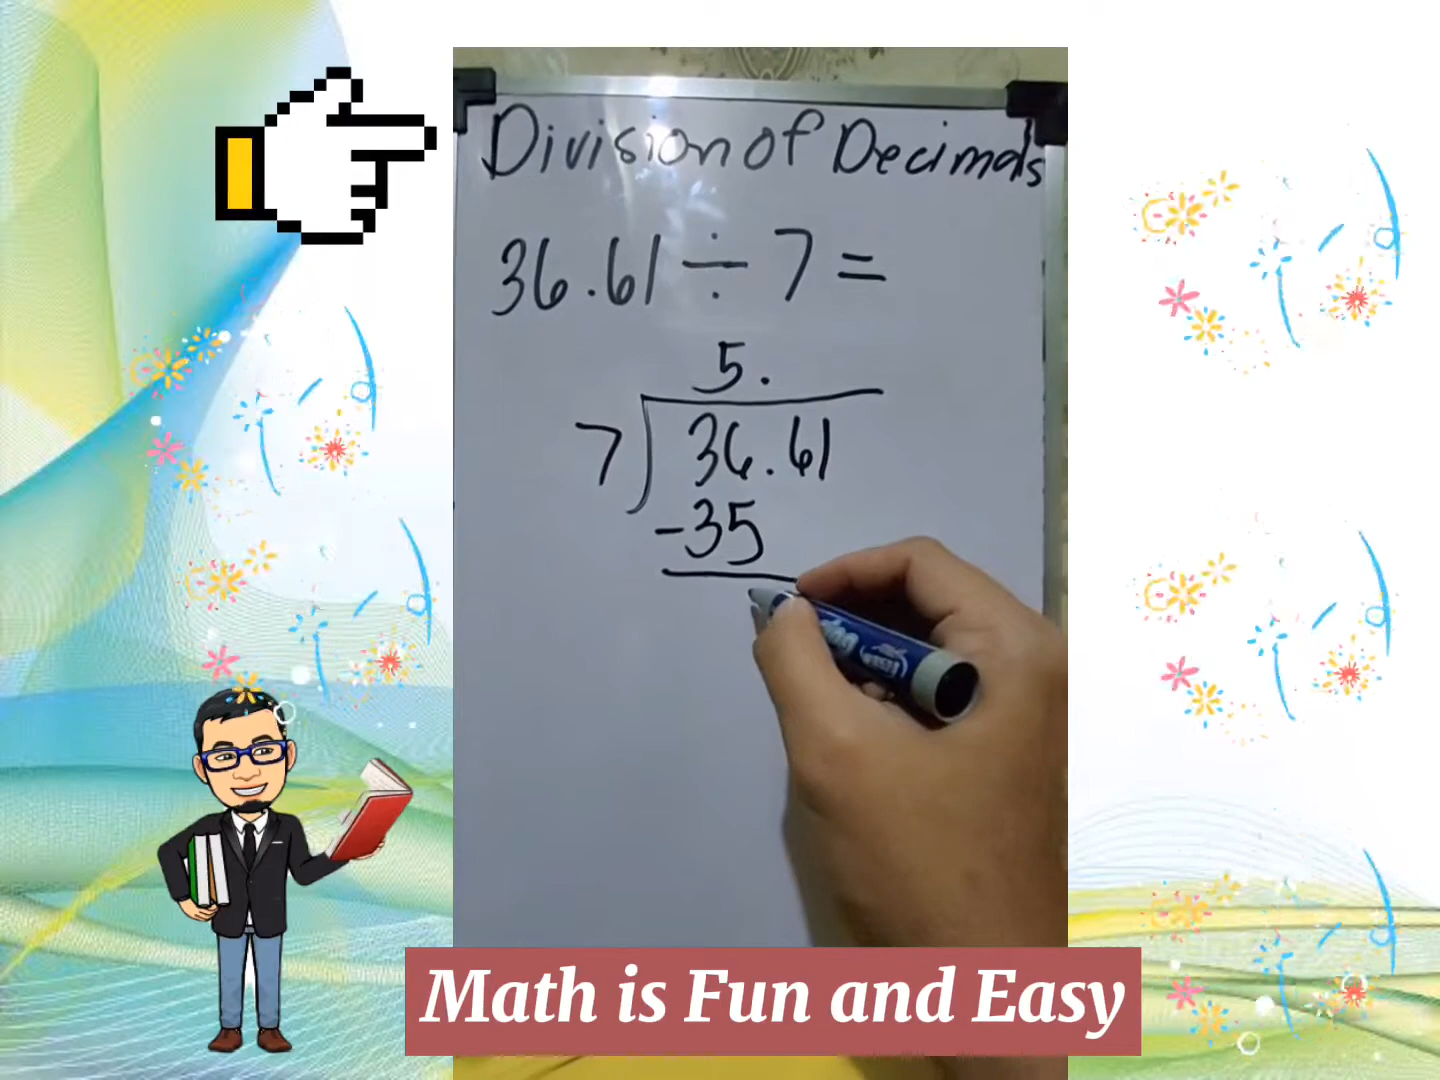 Division of Decimals
36.61 ÷ 7 =
5.
7 36.61
-35
Math is Fun and Easy